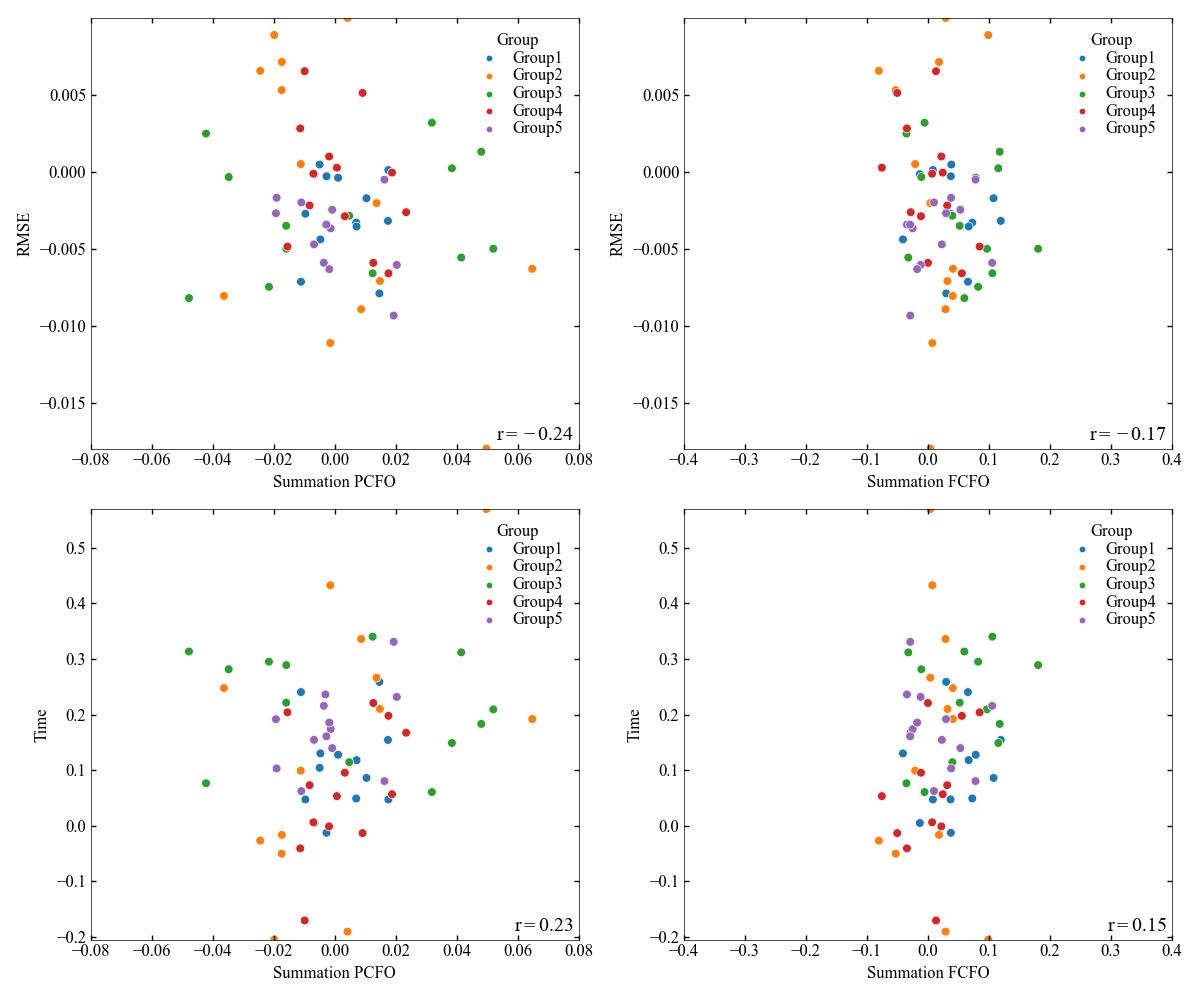 Group
Group1
Group2
Group3
Group4
Group5
0.005
0.000
−0.005
−0.010
−0.015
RMSE
r=−0.24
−0.08 −0.06 −0.04 −0.02 0.00 0.02 0.04 0.06 0.08
Summation PCFO
Group
Group1
Group2
Group3
Group4
Group5
0.005
0.000
−0.005
−0.010
−0.015
RMSE
r=−0.17
−0.4 −0.3 −0.2 −0.1 0.0 0.1 0.2 0.3 0.4
Summation FCFO
Group
Group1
Group2
Group3
Group4
Group5
0.5
0.4
0.3
0.2
0.1
0.0
−0.1
−0.2
Time
r=0.23
−0.08 −0.06 −0.04 −0.02 0.00 0.02 0.04 0.06 0.08
Summation PCFO
Group
Group1
Group2
Group3
Group4
Group5
0.5
0.4
0.3
0.2
0.1
0.0
−0.1
−0.2
Time
r=0.15
−0.4 −0.3 −0.2 −0.1 0.0 0.1 0.2 0.3 0.4
Summation FCFO